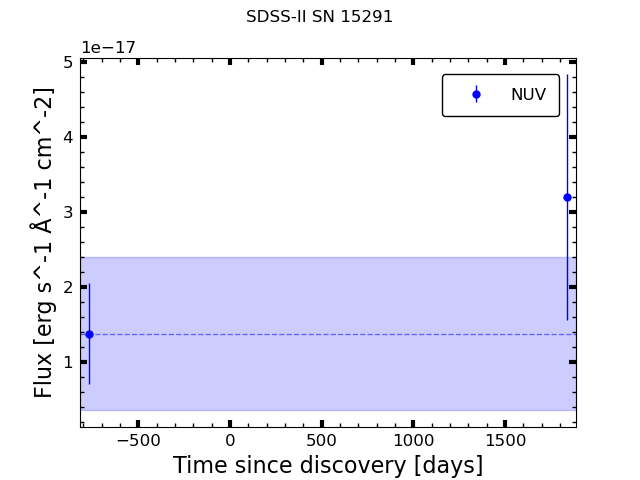 SDSS-II SN 15291
1e−17
NUV
5
4
3
2
1
Flux [erg s^-1 Å^-1 cm^-2]
−500 0 500 1000 1500
Time since discovery [days]